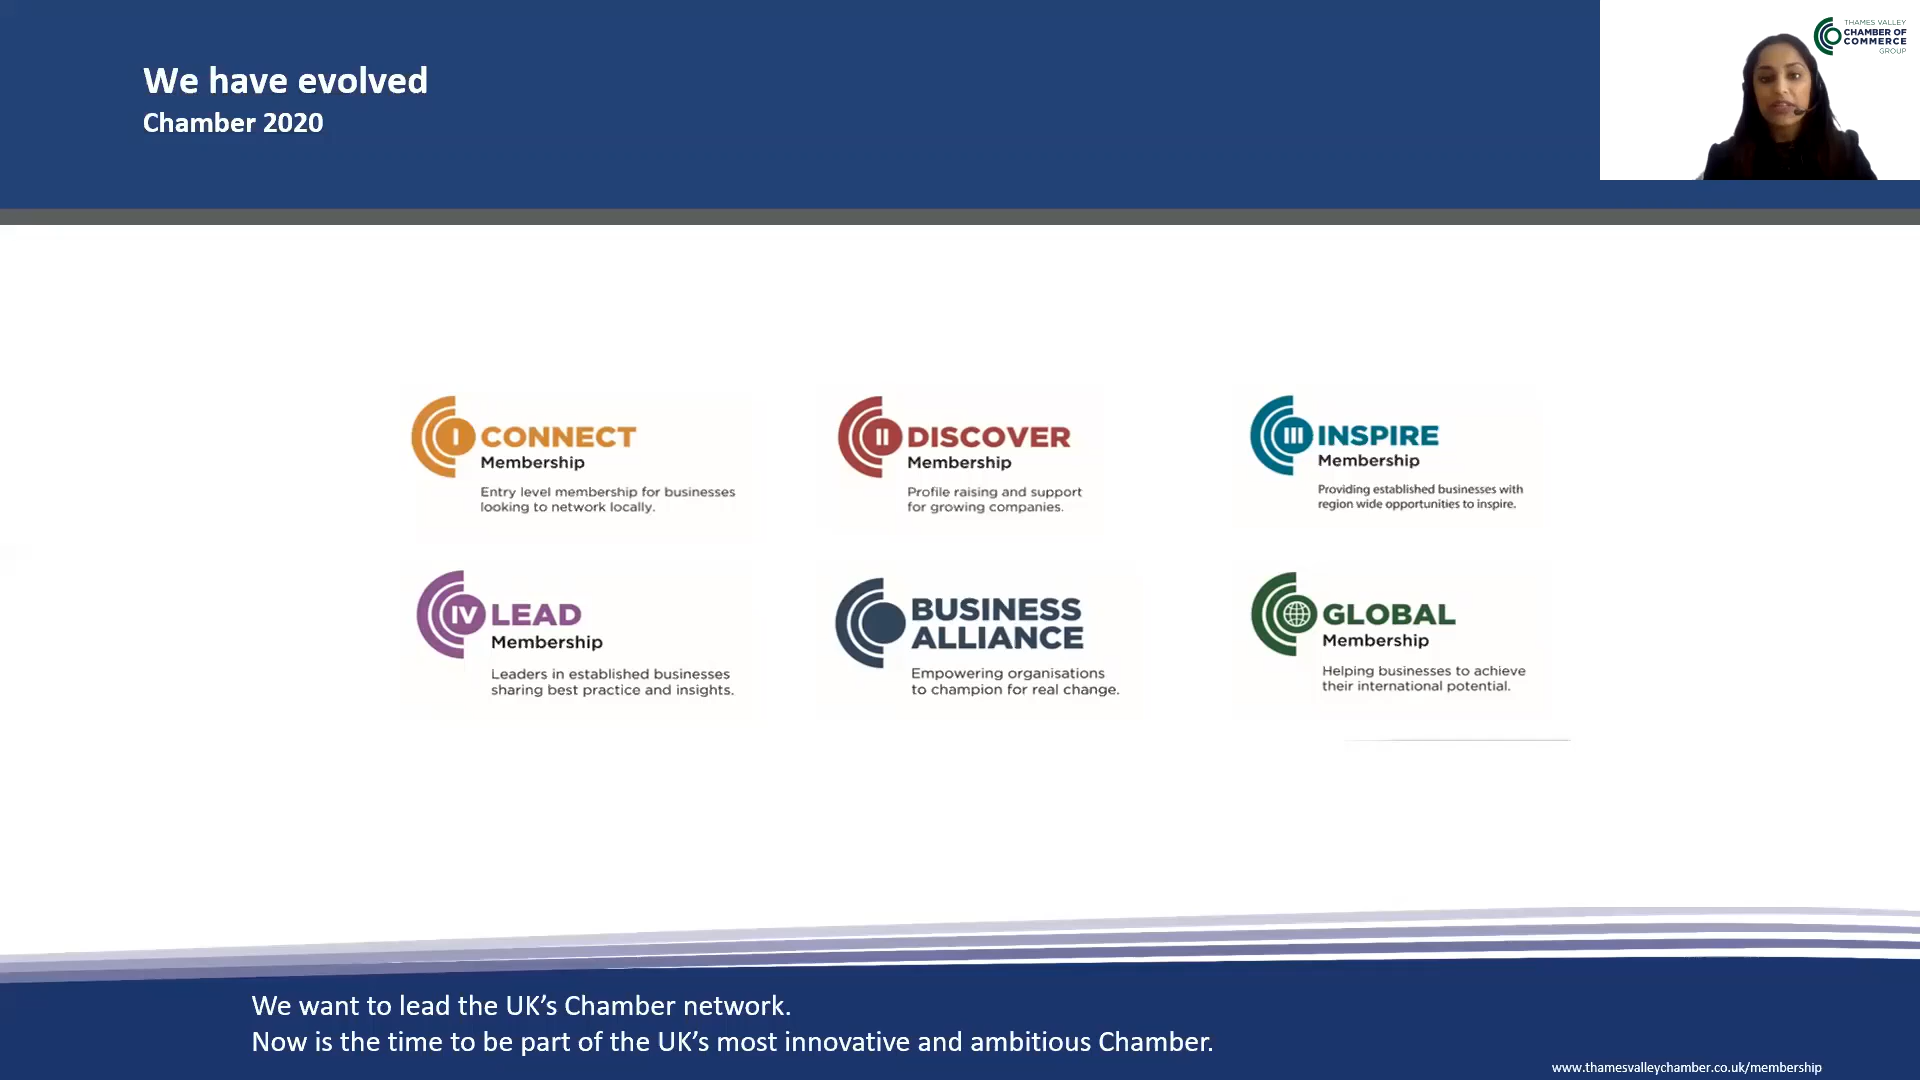 We have evolved
Chamber 2020
THAMES VALLEY
CHAMBER OF
COMMERCE
GROUP
I CONNECT
Membership
Entry level membership for businesses
looking to network locally.
II DISCOVER
Membership
Profile raising and support
for growing companies.
III INSPIRE
Membership
Providing established businesses with
region wide opportunities to inspire.
IV LEAD
Membership
Leaders in established businesses
sharing best practice and insights.
BUSINESS
ALLIANCE
Empowering organisations
to champion for real change.
GLOBAL
Membership
Helping businesses to achieve
their international potential.
We want to lead the UK’s Chamber network.
Now is the time to be part of the UK’s most innovative and ambitious Chamber.
www.thamesvalleychamber.co.uk/membership